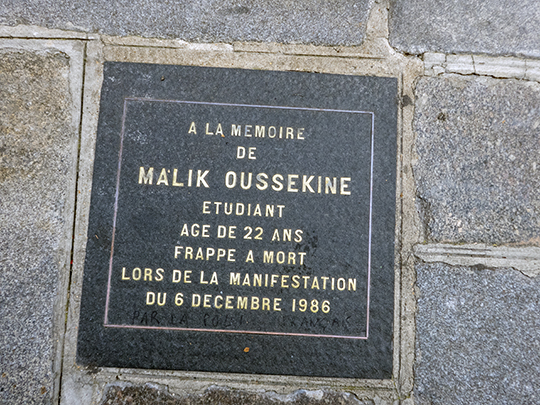 A LA MEMOIRE
DE
MALIK OUSSEKINE
ETUDIANT
AGE DE 22 ANS
FRAPPE A MORT
LORS DE LA MANIFESTATION
DU 6 DECEMBRE 1986
PAR LA